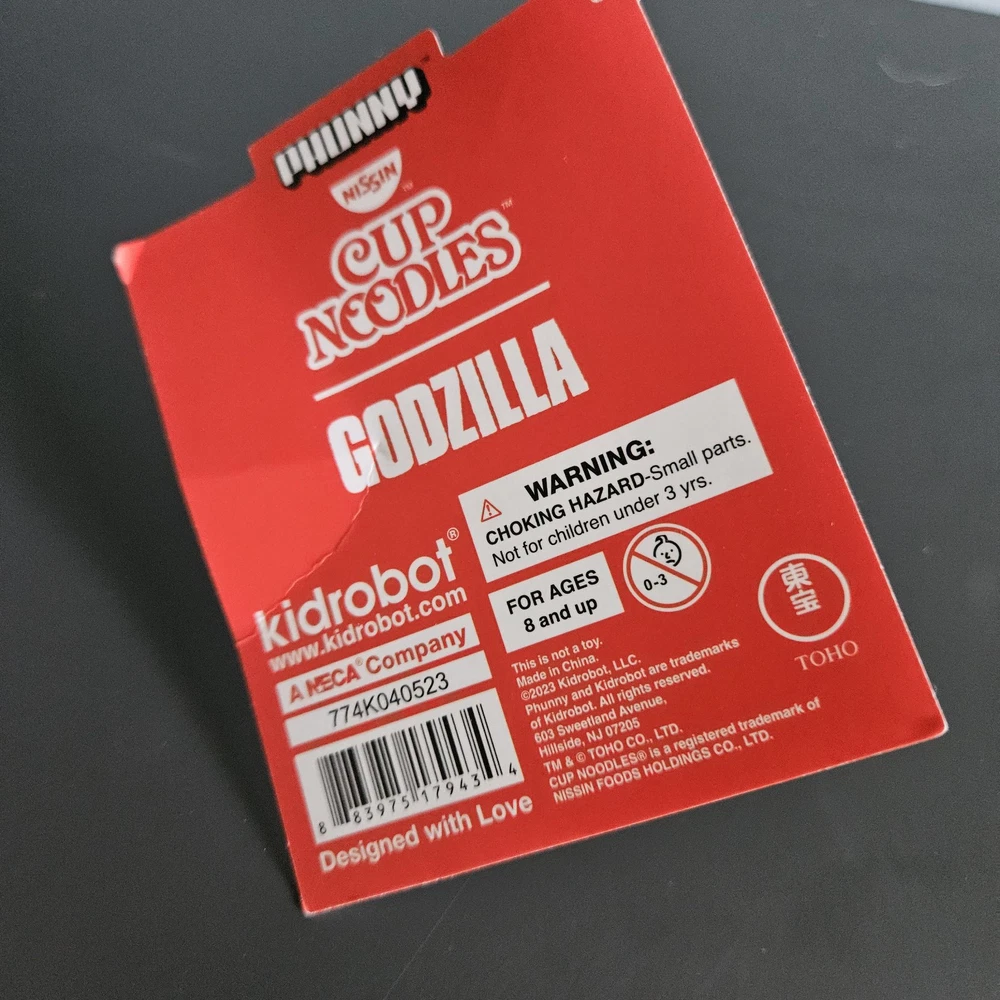 PHUNNY™
NISSIN™
CUP
NOODLES™
GODZILLA
WARNING:
CHOKING HAZARD-Small parts.
Not for children under 3 yrs.
FOR AGES
8 and up
0-3
kidrobot®
www.kidrobot.com
A NECA® Company
774K040523
8 83975 17943 4
Designed with Love
This is not a toy.
Made in China.
©2023 Kidrobot, LLC.
Phunny and Kidrobot are trademarks
of Kidrobot. All rights reserved.
603 Sweetland Avenue,
Hillside, NJ 07205
TM & © TOHO CO., LTD.
CUP NOODLES® is a registered trademark of
NISSIN FOODS HOLDINGS CO., LTD.
東宝
TOHO